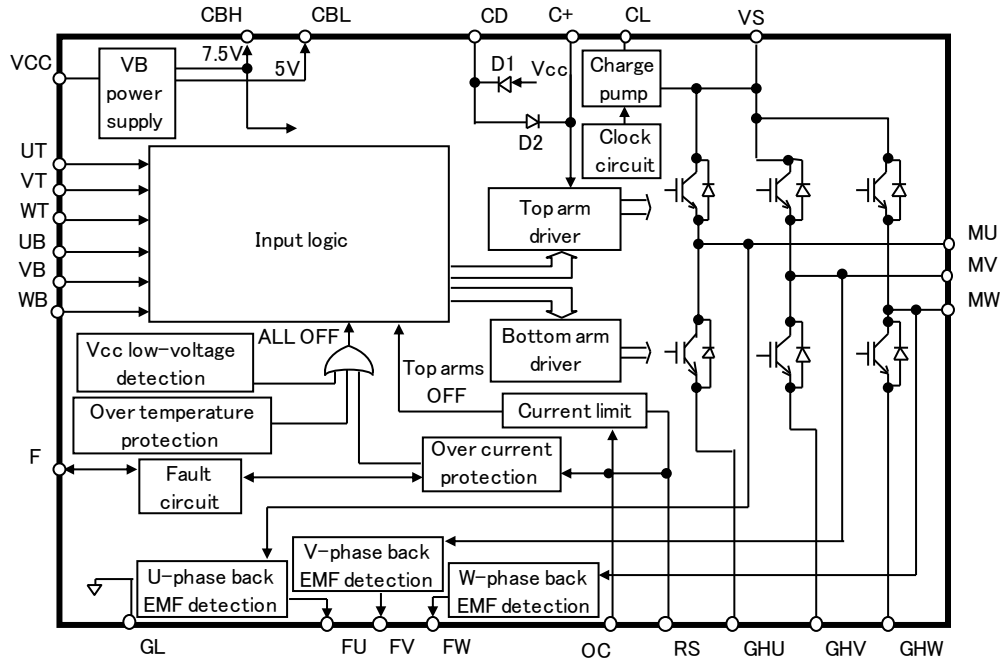 CBH CBL CD C+ CL VS
VCC
7.5V
5V
VB
power
supply
D1
Vcc
D2
Charge
pump
Clock
circuit
UT
VT
WT
UB
VB
WB
Input logic
Top arm
driver
Bottom arm
driver
MU
MV
MW
ALL OFF
Top arms
OFF
Vcc low-voltage
detection
Over temperature
protection
Current limit
Over current
protection
F
Fault
circuit
U-phase back
EMF detection
V-phase back
EMF detection
W-phase back
EMF detection
GL FU FV FW OC RS GHU GHV GHW